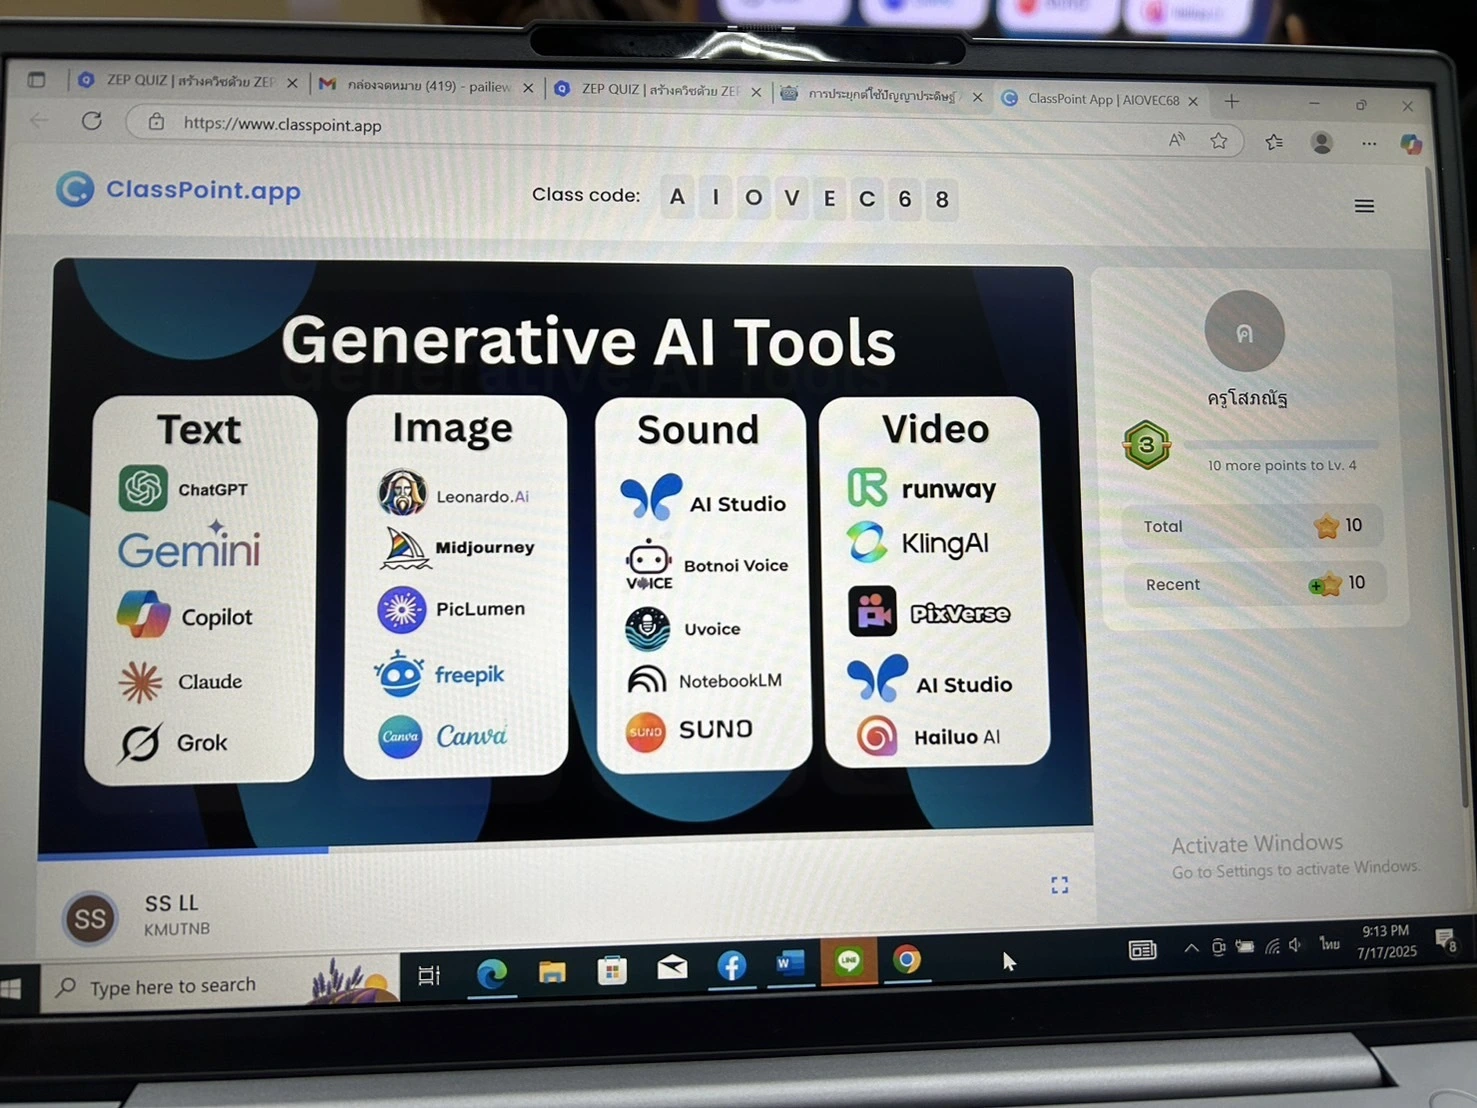 ZEP QUIZ | สร้างควิซด้วย ZEP
กล่องจดหมาย (419) - pailiew
ZEP QUIZ | สร้างควิซด้วย ZEP
การประยุกต์ใช้ปัญญาประดิษฐ์
ClassPoint App | AIOVEC68
https://www.classpoint.app
ClassPoint.app
Class code: A I O V E C 6 8
Generative AI Tools
Text
ChatGPT
Gemini
Copilot
Claude
Grok
Image
Leonardo.Ai
Midjourney
PicLumen
freepik
Canva Canva
Sound
AI Studio
VOICE Botnoi Voice
Uvoice
NotebookLM
SUNO SUNO
Video
runway
KlingAI
PixVerse
AI Studio
Hailuo AI
ค
ครูโสภณัฐ
3
10 more points to Lv. 4
Total 10
Recent 10
Activate Windows
Go to Settings to activate Windows.
SS
SS LL
KMUTNB
Type here to search
LINE
ไทย
9:13 PM
7/17/2025
8